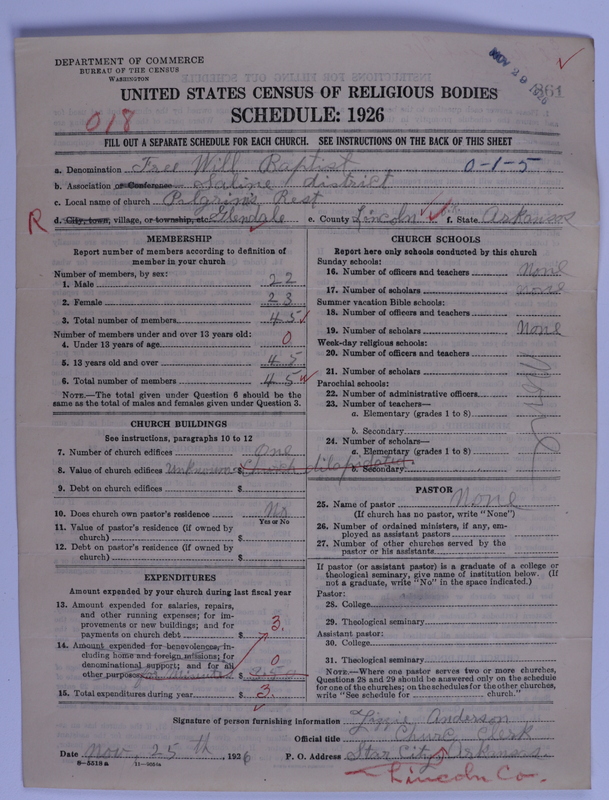 DEPARTMENT OF COMMERCE
BUREAU OF THE CENSUS
WASHINGTON
NOV 29 1926
861
UNITED STATES CENSUS OF RELIGIOUS BODIES
SCHEDULE: 1926
018
FILL OUT A SEPARATE SCHEDULE FOR EACH CHURCH. SEE INSTRUCTIONS ON THE BACK OF THIS SHEET
a. Denomination Free Will Baptist 0-1-5
b. Association or Conference Saline district
c. Local name of church Pilgrims Rest
R d. City, town, village, or township, etc. Glendale e. County Lincoln f. State Arkansas
MEMBERSHIP
Report number of members according to definition of member in your church
Number of members, by sex:
1. Male 22
2. Female 23
3. Total number of members 45
Number of members under and over 13 years old:
4. Under 13 years of age 0
5. 13 years old and over 45
6. Total number of members 45
NOTE.—The total given under Question 6 should be
same as the total of males and females given under Question 3.
CHURCH BUILDINGS
See instructions, paragraphs 10 to 12
7. Number of church edifices One
8. Value of church edifices Unknown $ Church dilapidated
9. Debt on church edifices $
10. Does church own pastor's residence No
Yes or No
11. Value of pastor's residence (if owned by
church) $
12. Debt on pastor's residence (if owned by
church) $
EXPENDITURES
Amount expended by your church during last fiscal year
13. Amount expended for salaries, repairs,
and other running expenses; for im-
provements or new buildings; and for
payments on church debt $ 3.
14. Amount expended for benevolences, in-
cluding home and foreign missions; for
denominational support; and for all
other purposes for Minutes $ 0
15. Total expenditures during year $ 3.
CHURCH SCHOOLS
Report here only schools conducted by this church
Sunday schools:
16. Number of officers and teachers None
17. Number of scholars none
Summer vacation Bible schools:
18. Number of officers and teachers
19. Number of scholars None
Week-day religious schools:
20. Number of officers and teachers
21. Number of scholars
Parochial schools:
22. Number of administrative officers
23. Number of teachers—
a. Elementary (grades 1 to 8)
b. Secondary
24. Number of scholars—
a. Elementary (grades 1 to 8)
b. Secondary
PASTOR
25. Name of pastor None
(If church has no pastor, write "None")
26. Number of ordained ministers, if any, em-
ployed as assistant pastors
27. Number of other churches served by the
pastor or his assistants
If pastor (or assistant pastor) is a graduate of a college or
theological seminary, give name of institution below. (If
not a graduate, write "No" in the space indicated.)
Pastor:
28. College
29. Theological seminary
Assistant pastor:
30. College
31. Theological seminary
NOTE.—Where one pastor serves two or more churches,
Questions 28 and 29 should be answered only on the schedule
for one of the churches; on the schedules for the other churches,
write "See schedule for church."
Signature of person furnishing information Lizzie Anderson
Official title Churc Clerk
Date Nov, 25 th, 1926 P. O. Address Star City Arkansas
8—5518a 11—9064a
Lincoln Co.